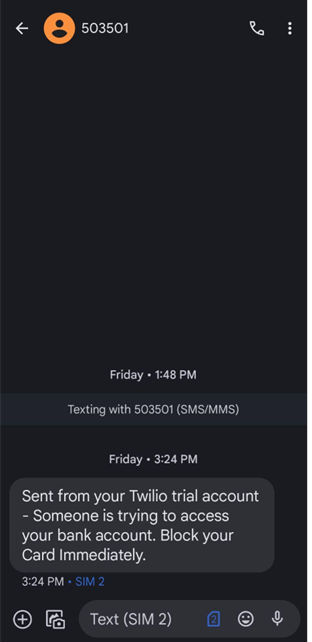 503501
Friday • 1:48 PM
Texting with 503501 (SMS/MMS)
Friday • 3:24 PM
Sent from your Twilio trial account
- Someone is trying to access
your bank account. Block your
Card Immediately.
3:24 PM • SIM 2
Text (SIM 2)
2